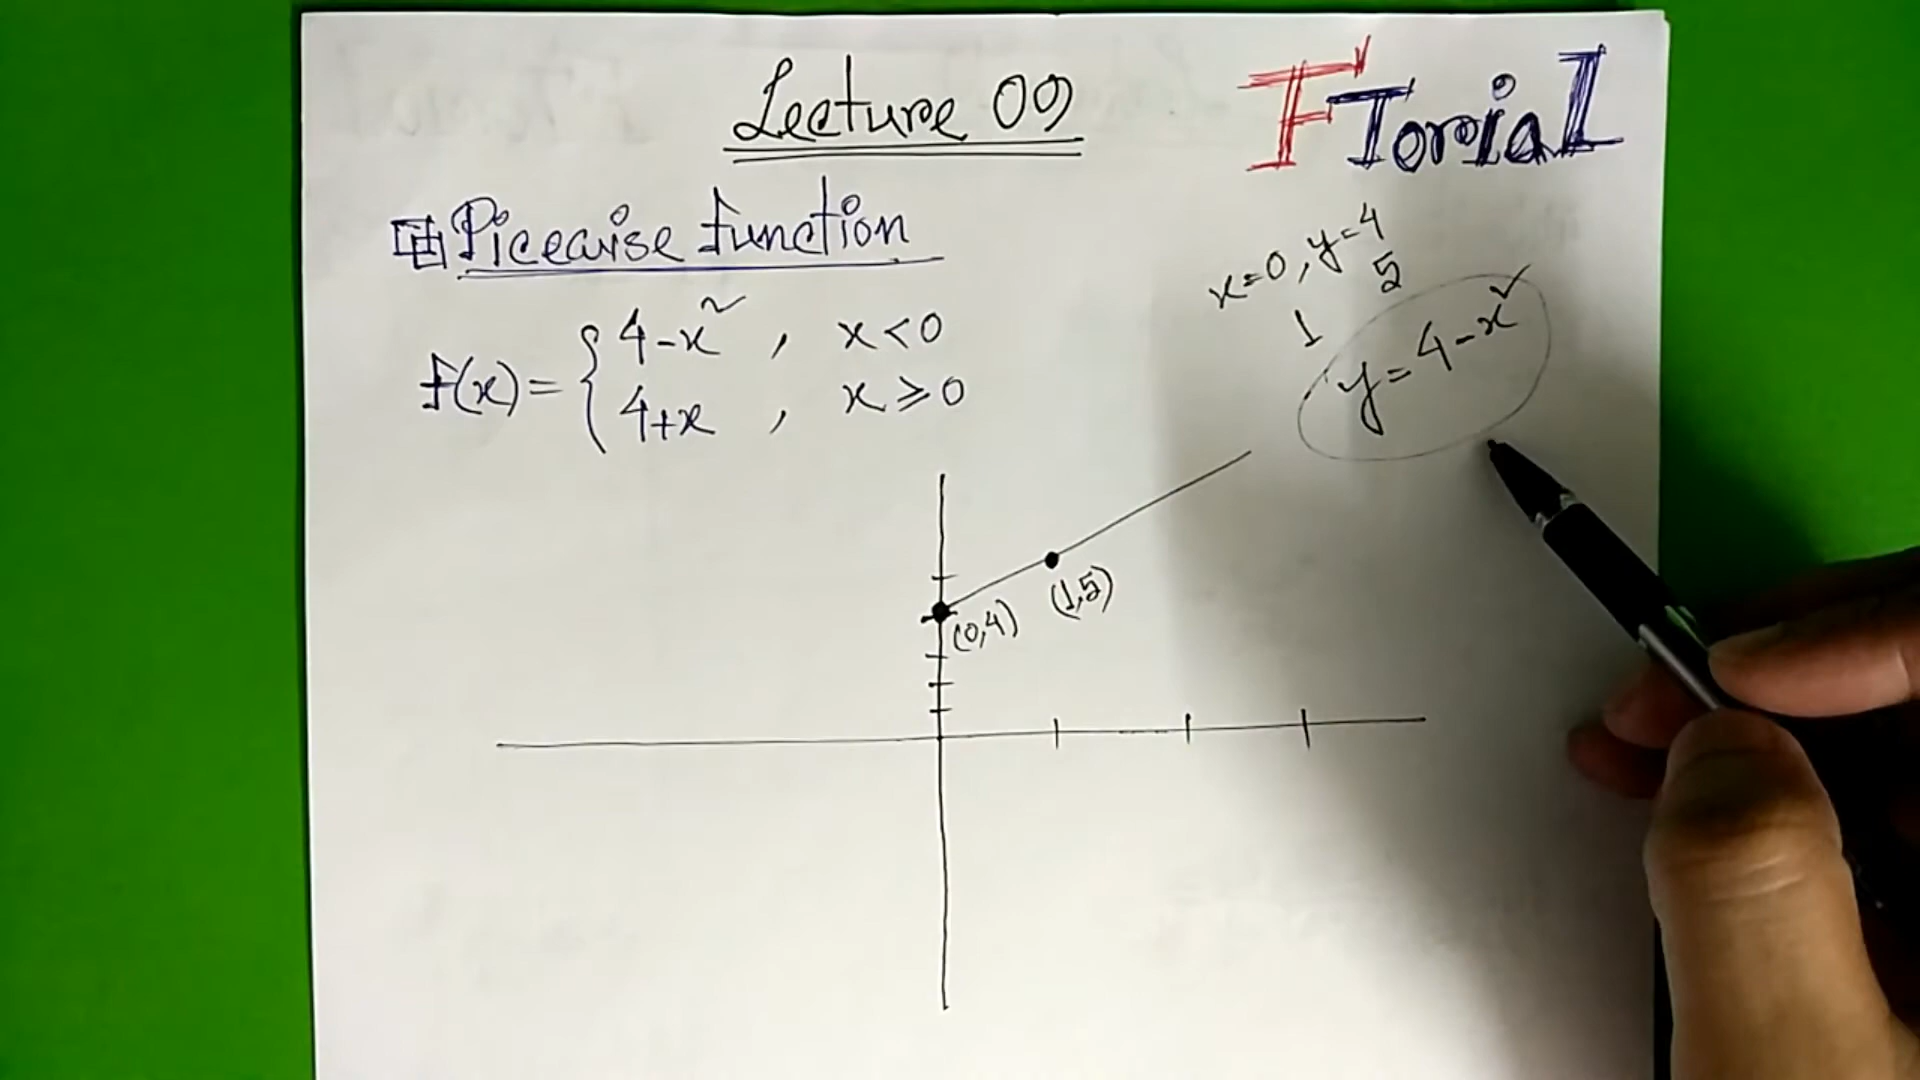 Lecture 09
FTorial
Picewise function
x=0, y=4
1 5
f(x) = { 4-x² , x<0
4+x , x⩾0
y=4-x²
(0,4)
(1,5)